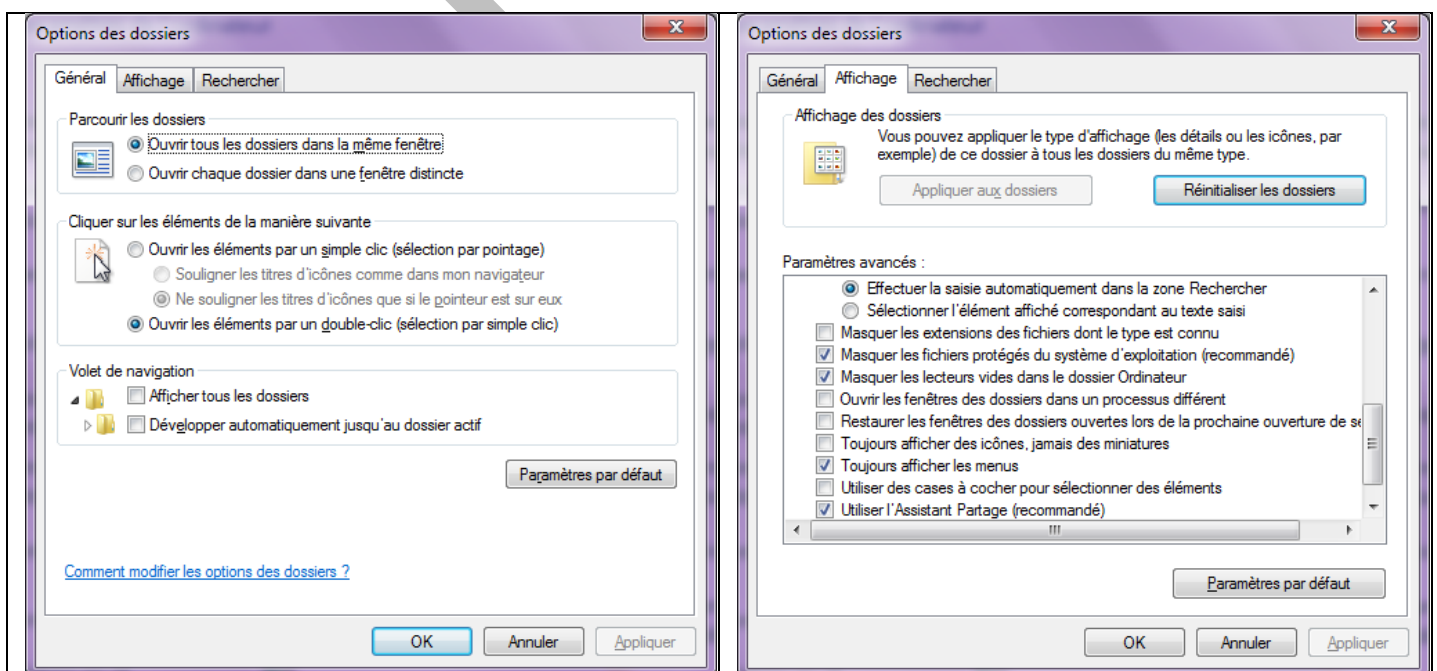 Options des dossiers
Général Affichage Rechercher
Parcourir les dossiers
Ouvrir tous les dossiers dans la même fenêtre
Ouvrir chaque dossier dans une fenêtre distincte
Cliquer sur les éléments de la manière suivante
Ouvrir les éléments par un simple clic (sélection par pointage)
Souligner les titres d'icônes comme dans mon navigateur
Ne souligner les titres d'icônes que si le pointeur est sur eux
Ouvrir les éléments par un double-clic (sélection par simple clic)
Volet de navigation
Afficher tous les dossiers
Développer automatiquement jusqu'au dossier actif
Paramètres par défaut
Comment modifier les options des dossiers ?
OK Annuler Appliquer
Options des dossiers
Général Affichage Rechercher
Affichage des dossiers
Vous pouvez appliquer le type d'affichage (les détails ou les icônes, par
exemple) de ce dossier à tous les dossiers du même type.
Appliquer aux dossiers Réinitialiser les dossiers
Paramètres avancés :
Effectuer la saisie automatiquement dans la zone Rechercher
Sélectionner l'élément affiché correspondant au texte saisi
Masquer les extensions des fichiers dont le type est connu
Masquer les fichiers protégés du système d'exploitation (recommandé)
Masquer les lecteurs vides dans le dossier Ordinateur
Ouvrir les fenêtres des dossiers dans un processus différent
Restaurer les fenêtres des dossiers ouvertes lors de la prochaine ouverture de se
Toujours afficher des icônes, jamais des miniatures
Toujours afficher les menus
Utiliser des cases à cocher pour sélectionner des éléments
Utiliser l'Assistant Partage (recommandé)
Paramètres par défaut
OK Annuler Appliquer